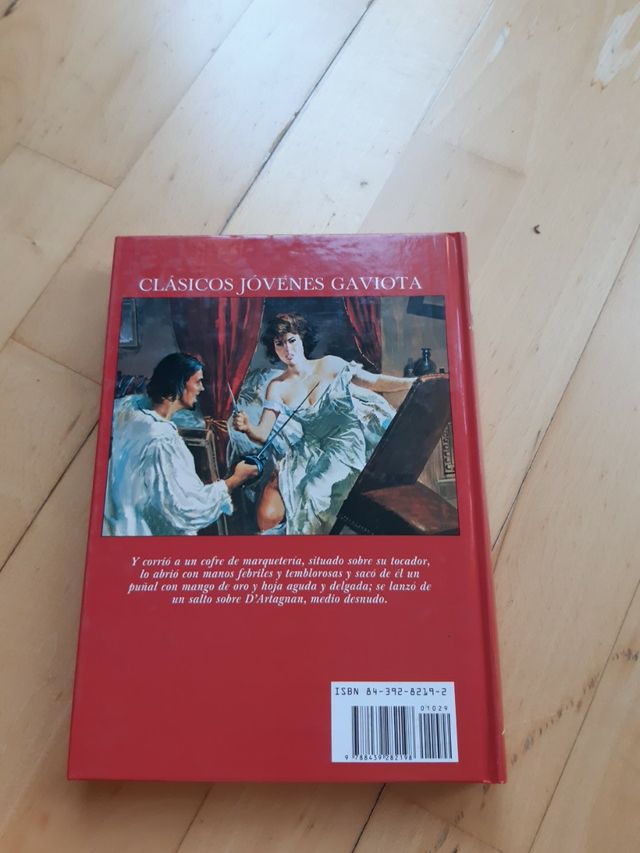 CLÁSICOS JÓVENES GAVIOTA
Y corrió a un cofre de marquetería, situado sobre su tocador,
lo abrió con manos febriles y temblorosas y sacó de él un
puñal con mango de oro y hoja aguda y delgada; se lanzó de
un salto sobre D'Artagnan, medio desnudo.
ISBN 84-392-8219-2
01029
9 788439 282198